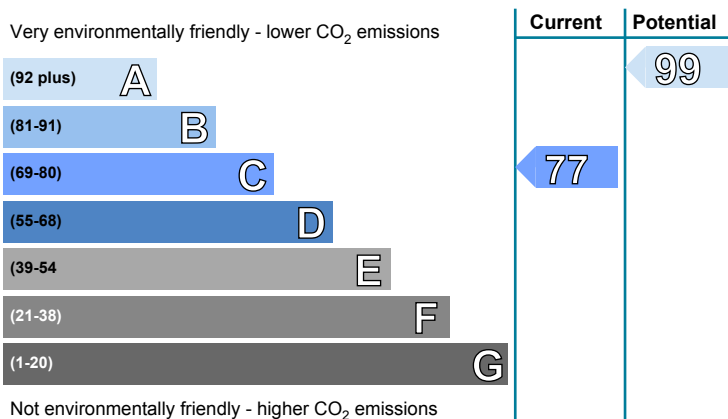 Current Potential
Very environmentally friendly - lower CO2 emissions
(92 plus) A 99
(81-91) B
(69-80) C 77
(55-68) D
(39-54 E
(21-38) F
(1-20) G
Not environmentally friendly - higher CO2 emissions